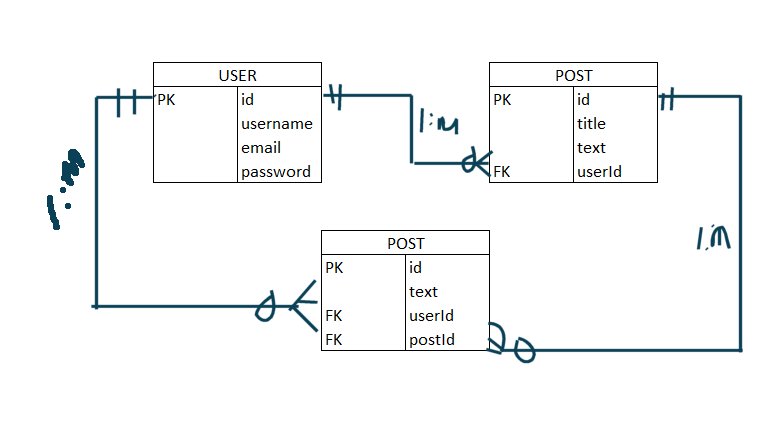 USER
PK id
username
email
password
1:M
POST
PK id
title
text
FK userId
1:M
POST
PK id
text
FK userId
FK postId
1:M